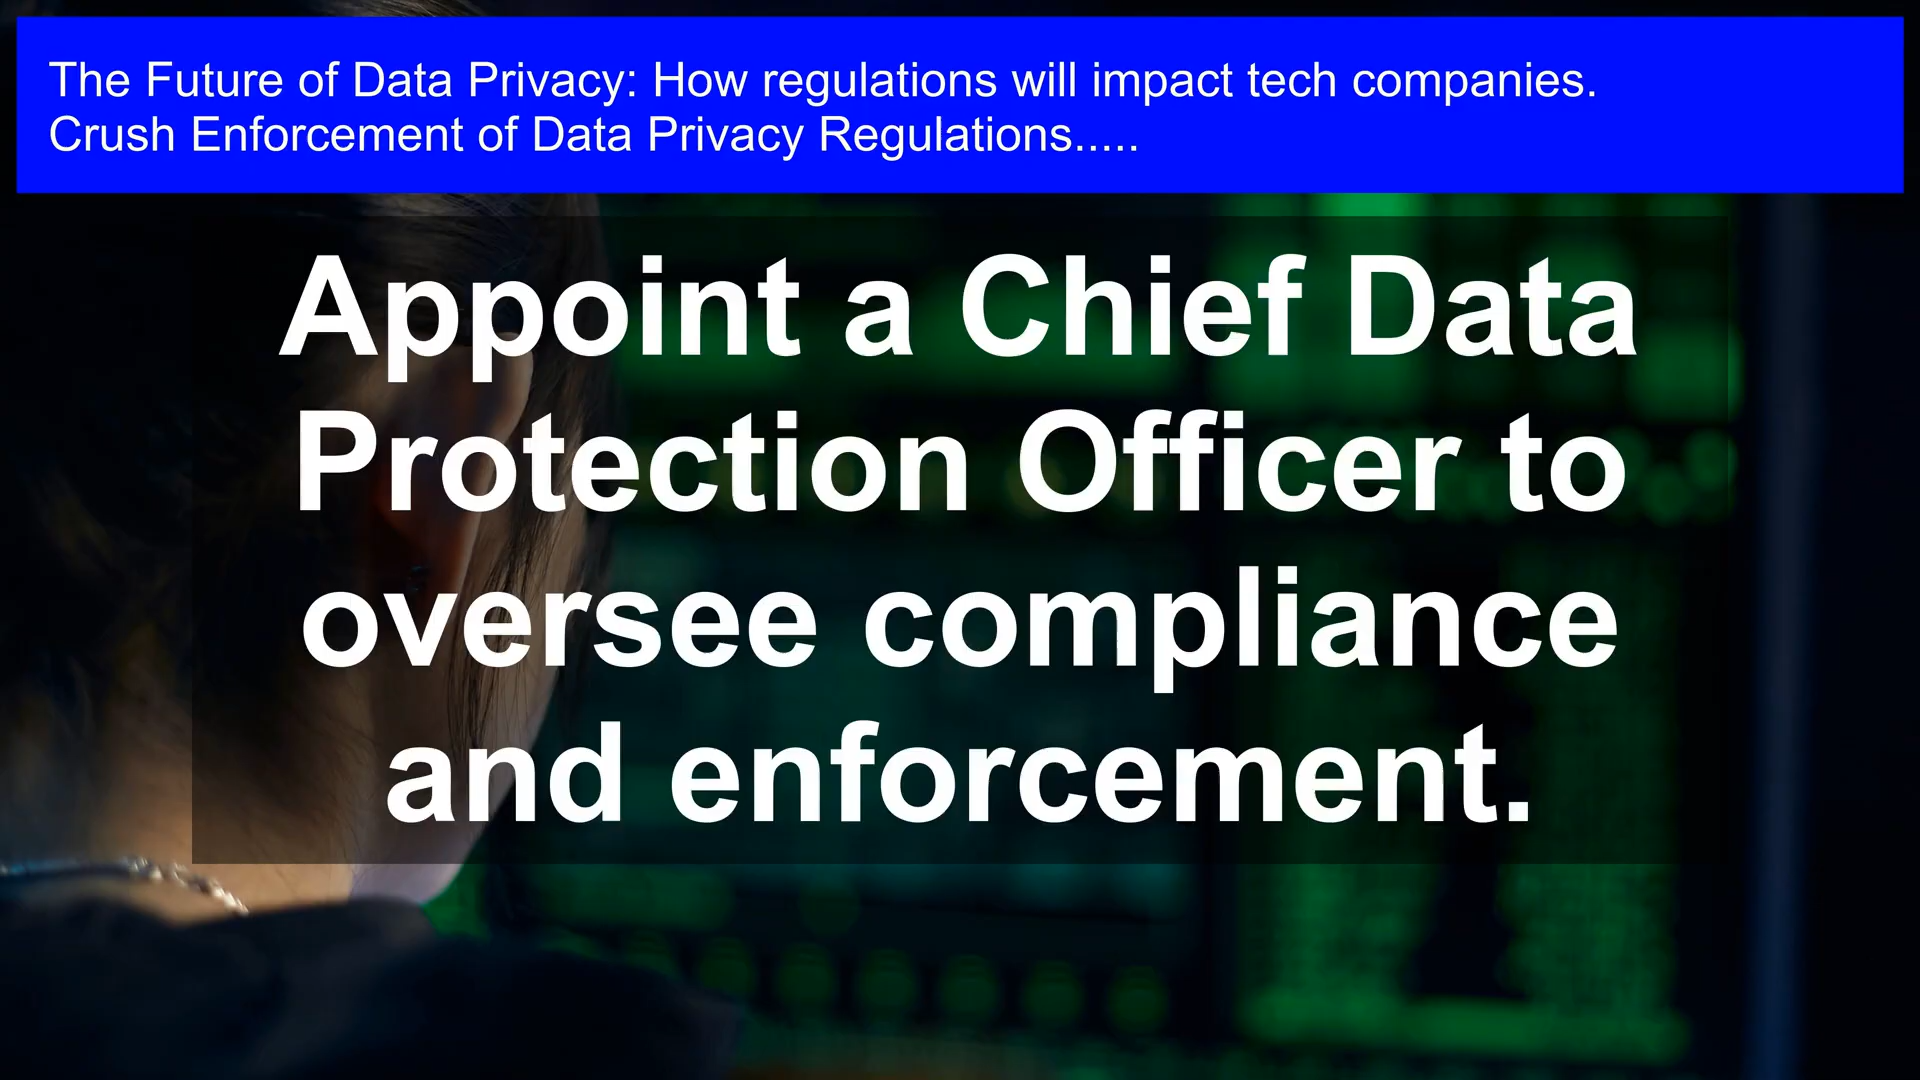 The Future of Data Privacy: How regulations will impact tech companies.
Crush Enforcement of Data Privacy Regulations.....
Appoint a Chief Data
Protection Officer to
oversee compliance
and enforcement.